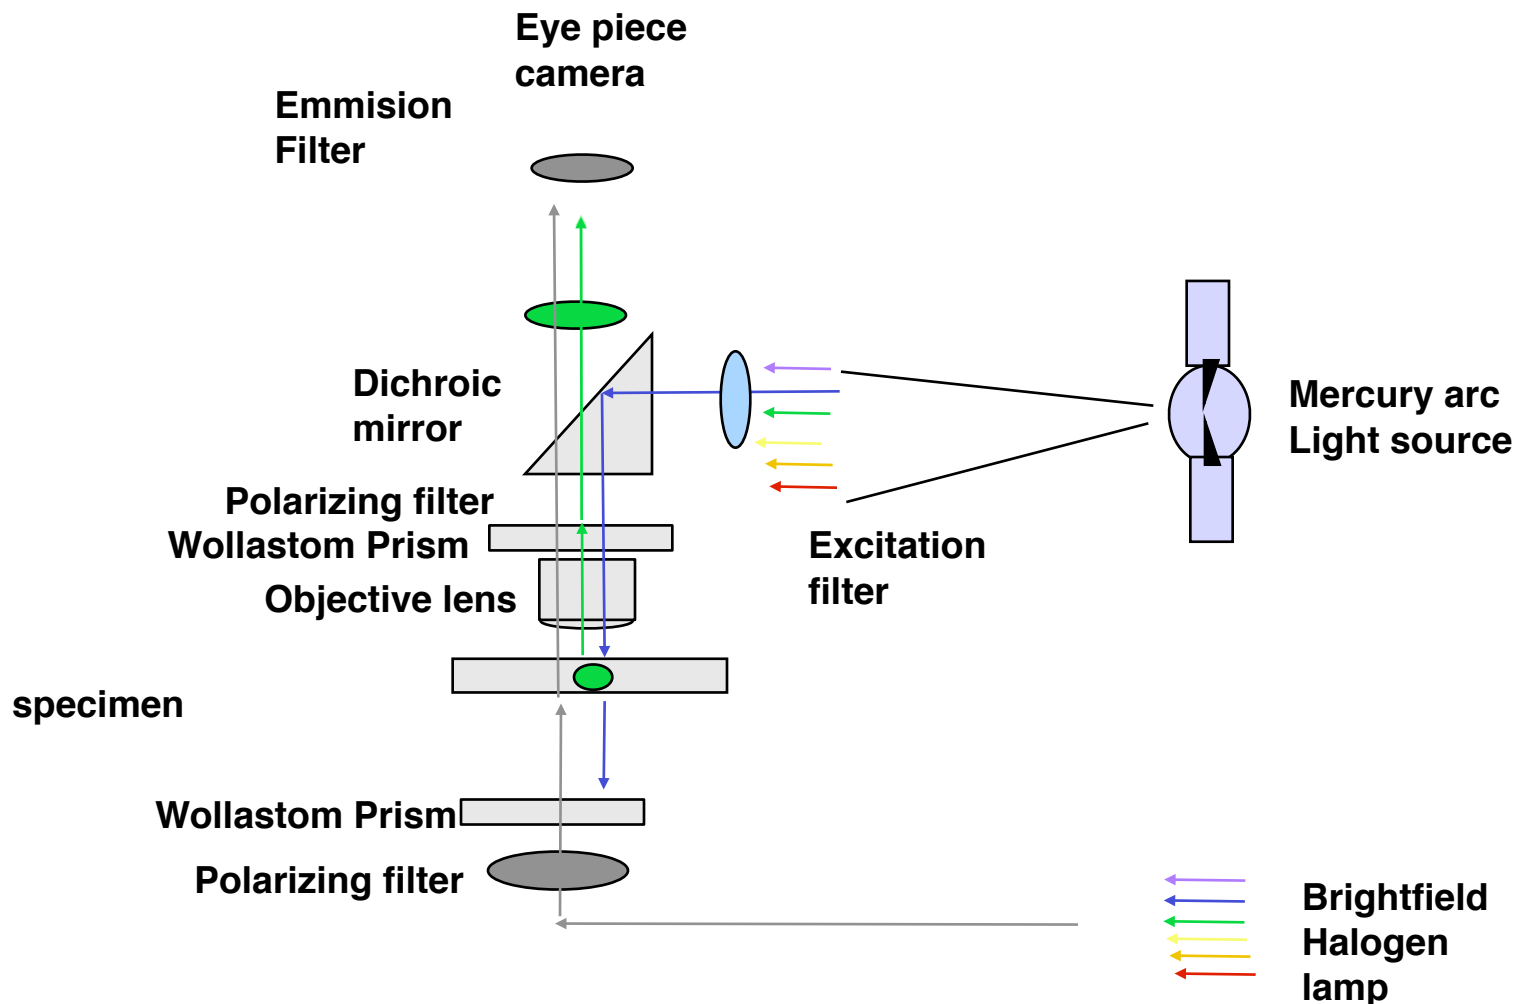 Eye piece
camera
Emmision
Filter
Dichroic
mirror
Mercury arc
Light source
Polarizing filter
Wollastom Prism
Excitation
filter
Objective lens
specimen
Wollastom Prism
Polarizing filter
Brightfield
Halogen
lamp